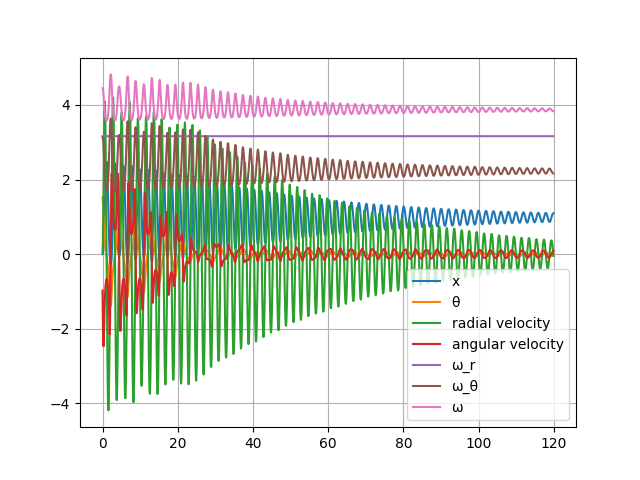 4
2
0
−2
−4
0
20
40
60
80
100
120
x
θ
radial velocity
angular velocity
ω_r
ω_θ
ω